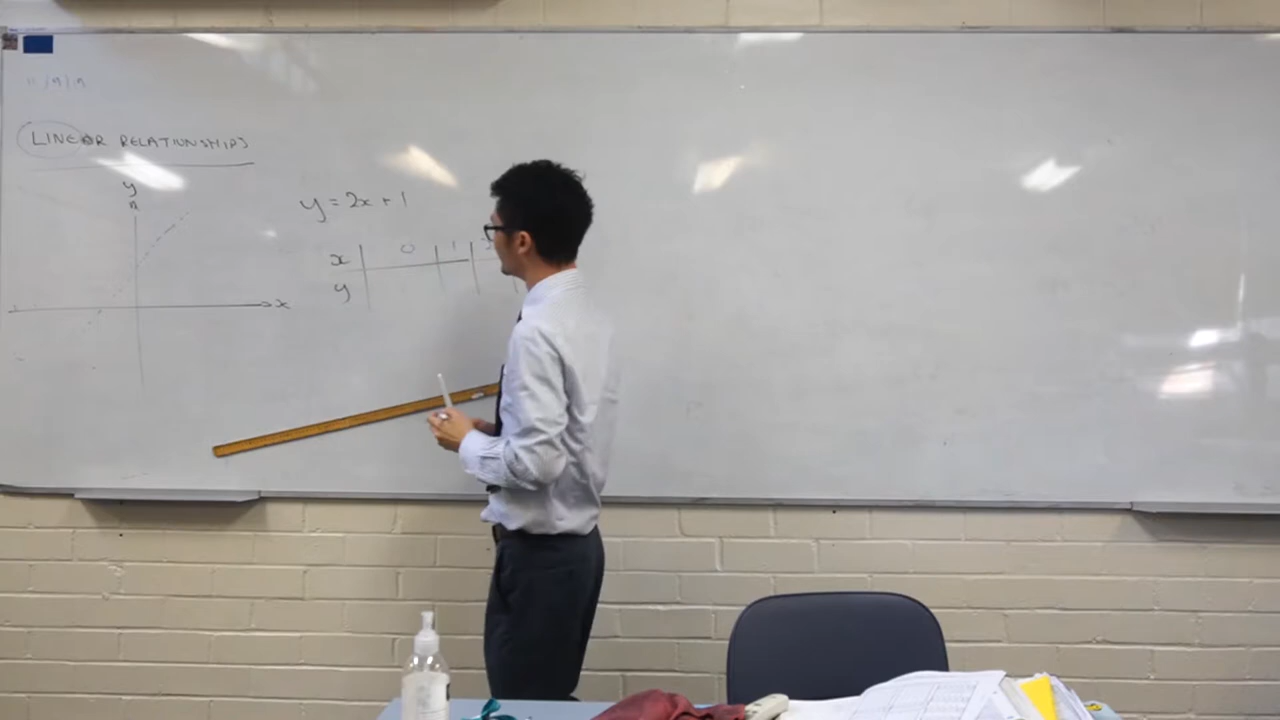 LINEAR RELATIONSHIPS
y
y = 2x + 1
x 0 1
y
x